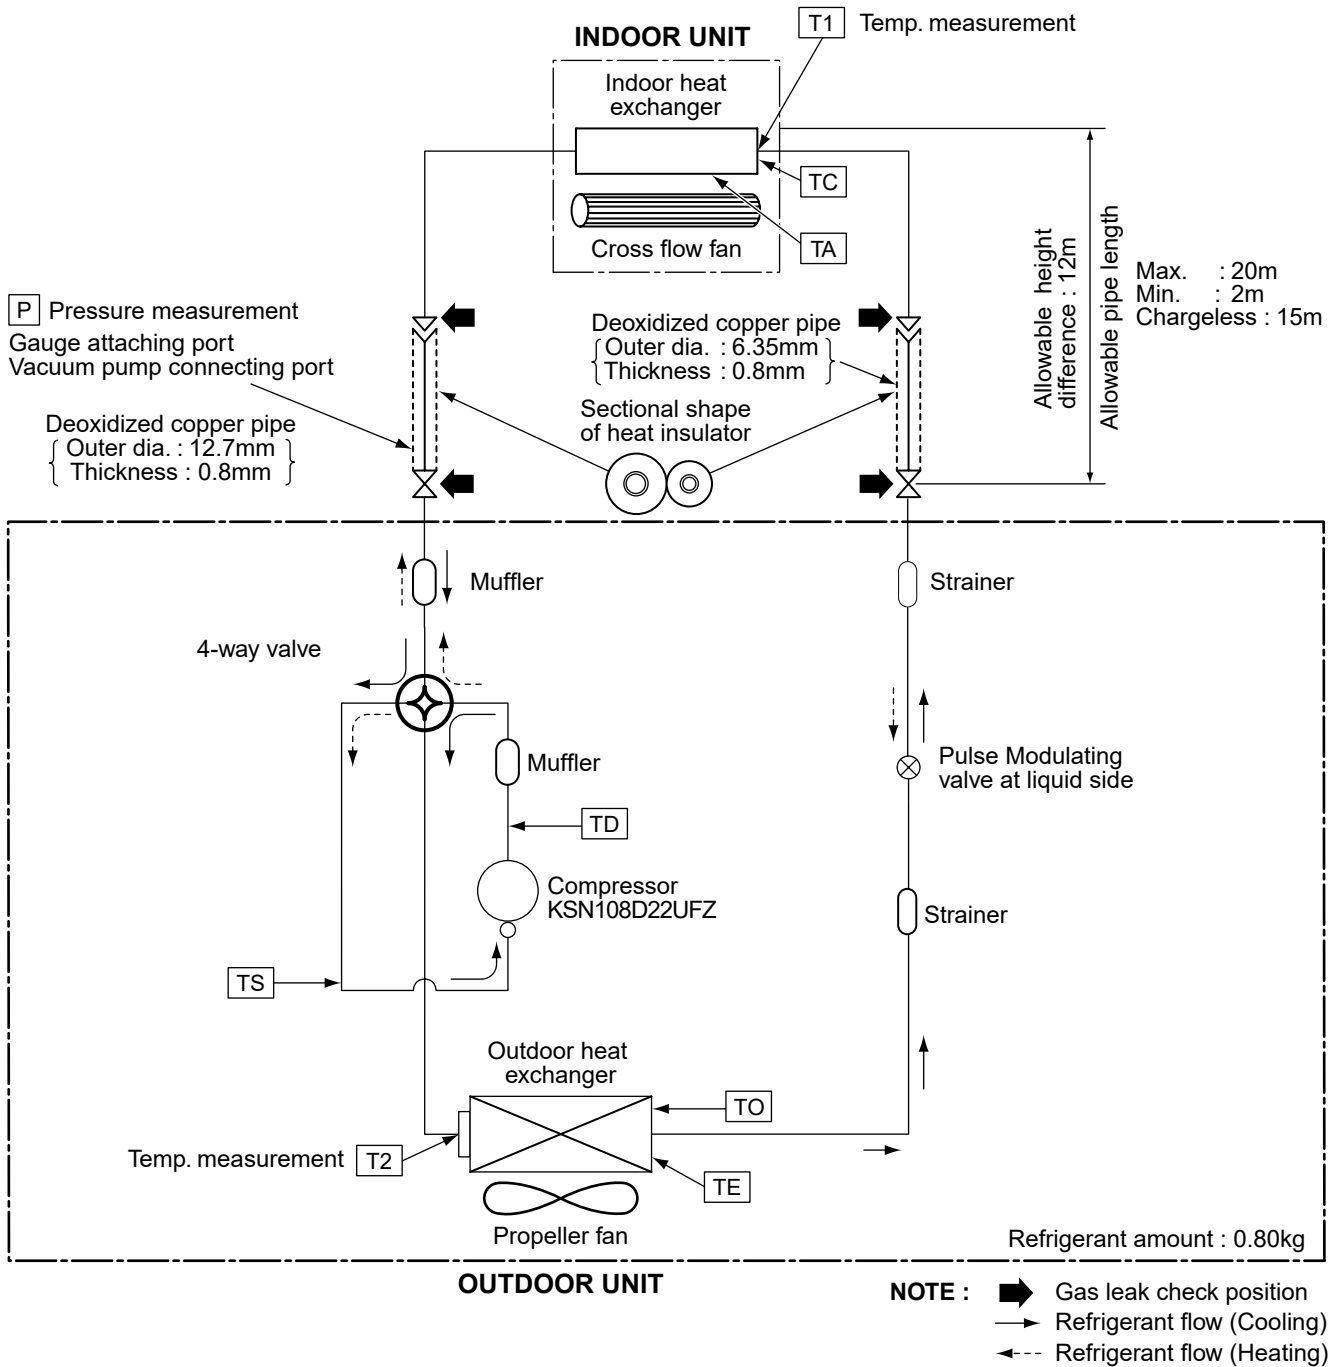 T1 Temp. measurement
INDOOR UNIT
Indoor heat
exchanger
TC
TA
Cross flow fan
Allowable height
difference : 12m
Allowable pipe length
Max. : 20m
Min. : 2m
Chargeless : 15m
P Pressure measurement
Gauge attaching port
Vacuum pump connecting port
Deoxidized copper pipe
Outer dia. : 12.7mm
Thickness : 0.8mm
Deoxidized copper pipe
Outer dia. : 6.35mm
Thickness : 0.8mm
Sectional shape
of heat insulator
Muffler
Strainer
4-way valve
Muffler
Pulse Modulating
valve at liquid side
TD
Compressor
KSN108D22UFZ
Strainer
TS
Outdoor heat
exchanger
TO
Temp. measurement T2
TE
Propeller fan
Refrigerant amount : 0.80kg
OUTDOOR UNIT
NOTE : Gas leak check position
Refrigerant flow (Cooling)
Refrigerant flow (Heating)